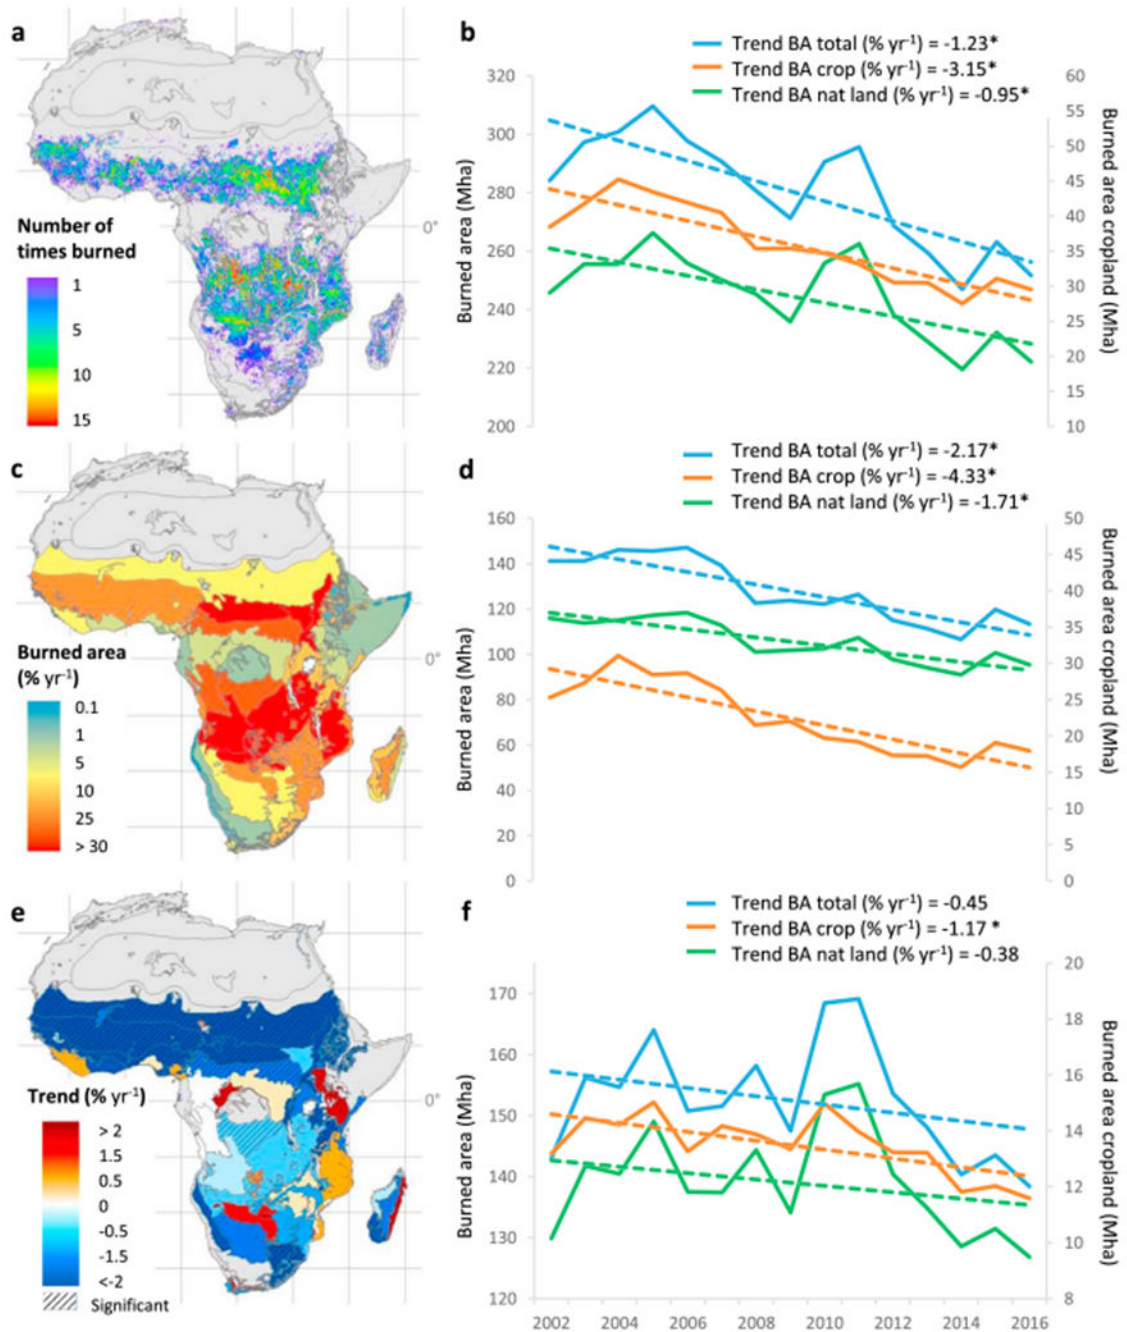 a
Number of
times burned
1
5
10
15
0°
b
Trend BA total (% yr-1) = -1.23*
Trend BA crop (% yr-1) = -3.15*
Trend BA nat land (% yr-1) = -0.95*
Burned area (Mha)
320
300
280
260
240
220
200
60
55
50
45
40
35
30
25
20
15
10
Burned area cropland (Mha)
c
Burned area
(% yr-1)
0.1
1
5
10
25
> 30
0°
d
Trend BA total (% yr-1) = -2.17*
Trend BA crop (% yr-1) = -4.33*
Trend BA nat land (% yr-1) = -1.71*
Burned area (Mha)
160
140
120
100
80
60
40
20
0
50
45
40
35
30
25
20
15
10
5
0
Burned area cropland (Mha)
e
Trend (% yr-1)
> 2
1.5
0.5
0
-0.5
-1.5
<-2
Significant
0°
f
Trend BA total (% yr-1) = -0.45
Trend BA crop (% yr-1) = -1.17 *
Trend BA nat land (% yr-1) = -0.38
Burned area (Mha)
170
160
150
140
130
120
20
18
16
14
12
10
8
Burned area cropland (Mha)
2002 2004 2006 2008 2010 2012 2014 2016